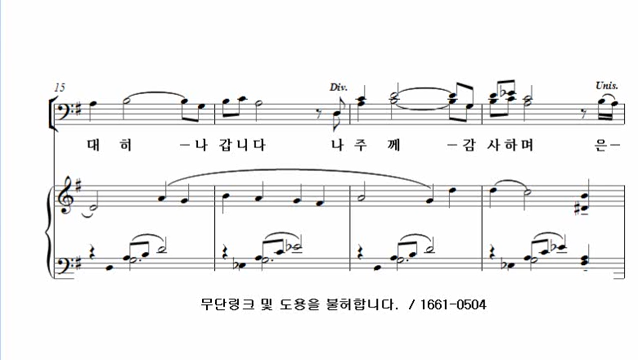 15
Div.
Unis.
대 허 - 나 갑 니 다 나 주 께 - 감 사 하 며 은 -
무단링크 및 도용을 불허합니다. / 1661-0504